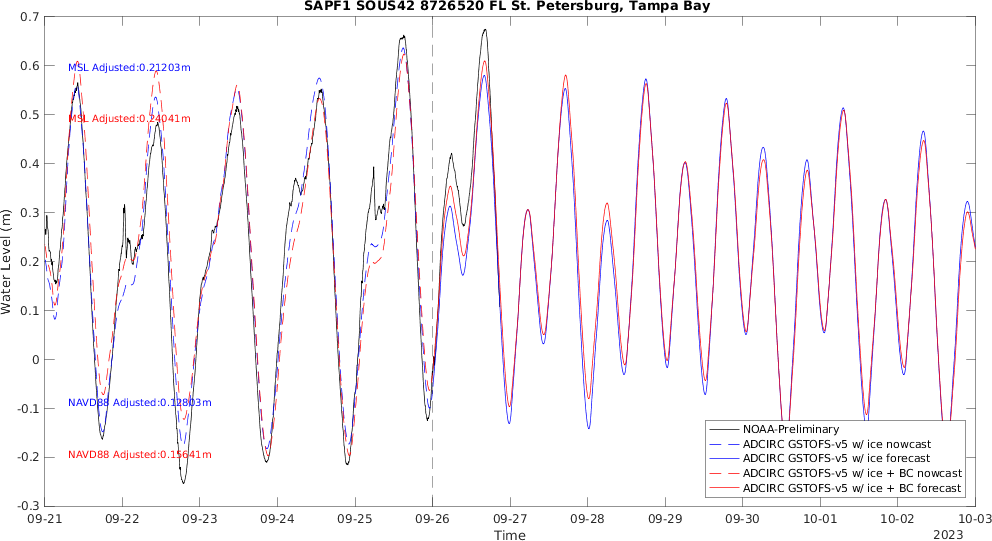 SAPF1 SOUS42 8726520 FL St. Petersburg, Tampa Bay
0.7
0.6
0.5
0.4
0.3
0.2
0.1
0
-0.1
-0.2
-0.3
Water Level (m)
MSL Adjusted:0.21203m
MSL Adjusted:0.24041m
NAVD88 Adjusted:0.12803m
NAVD88 Adjusted:0.15641m
NOAA-Preliminary
ADCIRC GSTOFS-v5 w/ ice nowcast
ADCIRC GSTOFS-v5 w/ ice forecast
ADCIRC GSTOFS-v5 w/ ice + BC nowcast
ADCIRC GSTOFS-v5 w/ ice + BC forecast
09-21 09-22 09-23 09-24 09-25 09-26 09-27 09-28 09-29 09-30 10-01 10-02 10-03
Time
2023